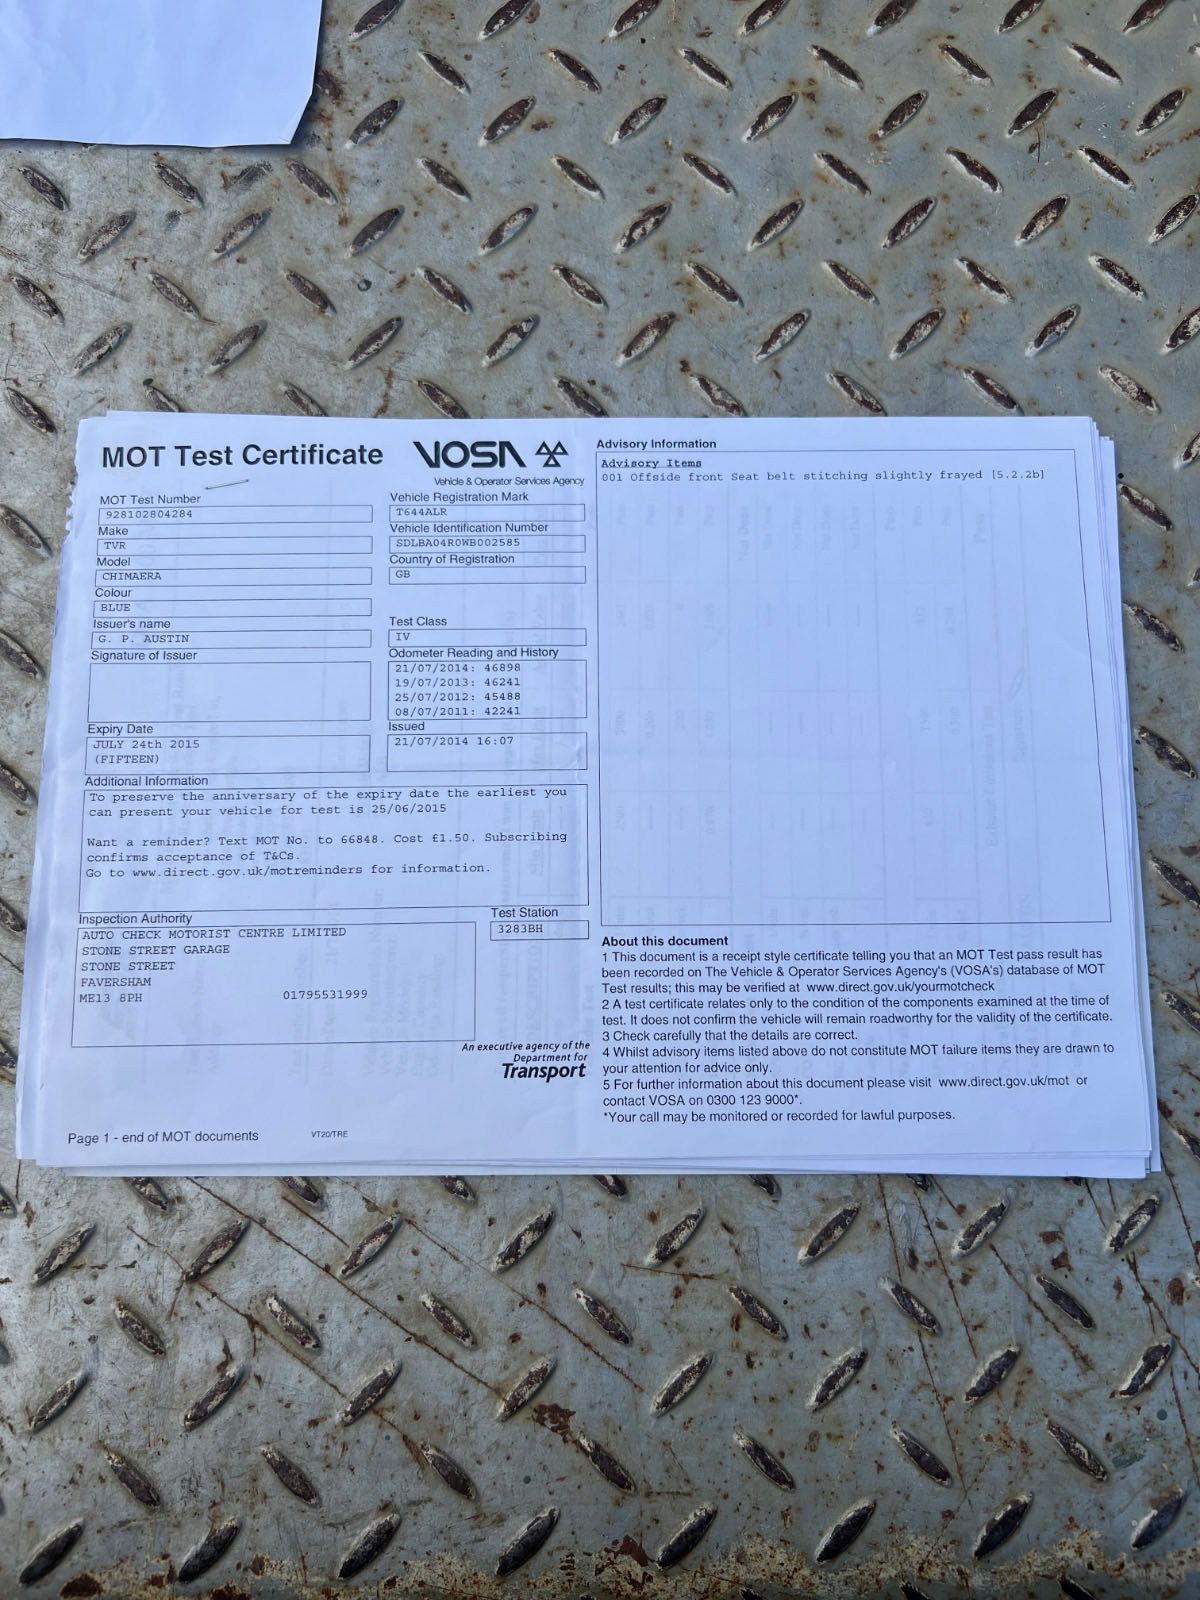 MOT Test Certificate
VOSA
Vehicle & Operator Services Agency
MOT Test Number
928102804284
Make
TVR
Model
CHIMAERA
Colour
BLUE
Issuer's name
G. P. AUSTIN
Signature of Issuer
Expiry Date
JULY 24th 2015
(FIFTEEN)
Vehicle Registration Mark
T644ALR
Vehicle Identification Number
SDLBA04R0WB002585
Country of Registration
GB
Test Class
IV
Odometer Reading and History
21/07/2014: 46898
19/07/2013: 46241
25/07/2012: 45488
08/07/2011: 42241
Issued
21/07/2014 16:07
Additional Information
To preserve the anniversary of the expiry date the earliest you
can present your vehicle for test is 25/06/2015
Want a reminder? Text MOT No. to 66848. Cost £1.50. Subscribing
confirms acceptance of T&Cs.
Go to www.direct.gov.uk/motreminders for information.
Inspection Authority
AUTO CHECK MOTORIST CENTRE LIMITED
STONE STREET GARAGE
STONE STREET
FAVERSHAM
ME13 8PH 01795531999
Test Station
3283BH
An executive agency of the
Department for
Transport
Page 1 - end of MOT documents
VT20/TRE
Advisory Information
Advisory Items
001 Offside front Seat belt stitching slightly frayed [5.2.2b]
About this document
1 This document is a receipt style certificate telling you that an MOT Test pass result has
been recorded on The Vehicle & Operator Services Agency's (VOSA's) database of MOT
Test results; this may be verified at www.direct.gov.uk/yourmotcheck
2 A test certificate relates only to the condition of the components examined at the time of
test. It does not confirm the vehicle will remain roadworthy for the validity of the certificate.
3 Check carefully that the details are correct.
4 Whilst advisory items listed above do not constitute MOT failure items they are drawn to
your attention for advice only.
5 For further information about this document please visit www.direct.gov.uk/mot or
contact VOSA on 0300 123 9000*.
*Your call may be monitored or recorded for lawful purposes.